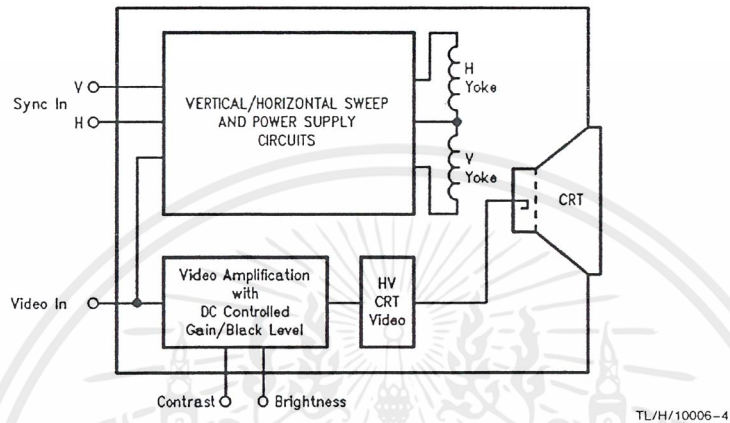 V
Sync In
H
VERTICAL/HORIZONTAL SWEEP
AND POWER SUPPLY
CIRCUITS
H
Yoke
V
Yoke
CRT
Video In
Video Amplification
with
DC Controlled
Gain/Black Level
HV
CRT
Video
Contrast
Brightness
TL/H/10006-4